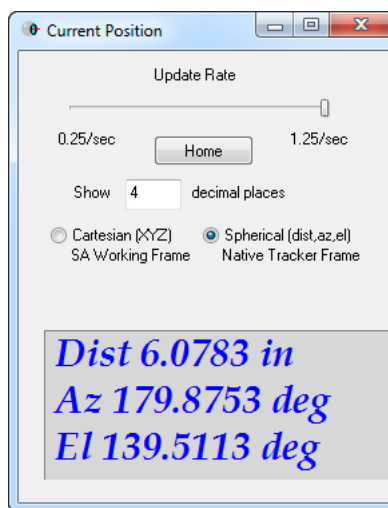 Current Position
Update Rate
0.25/sec 1.25/sec
Home
Show 4 decimal places
Cartesian (XYZ) Spherical (dist,az,el)
SA Working Frame Native Tracker Frame
Dist 6.0783 in
Az 179.8753 deg
El 139.5113 deg